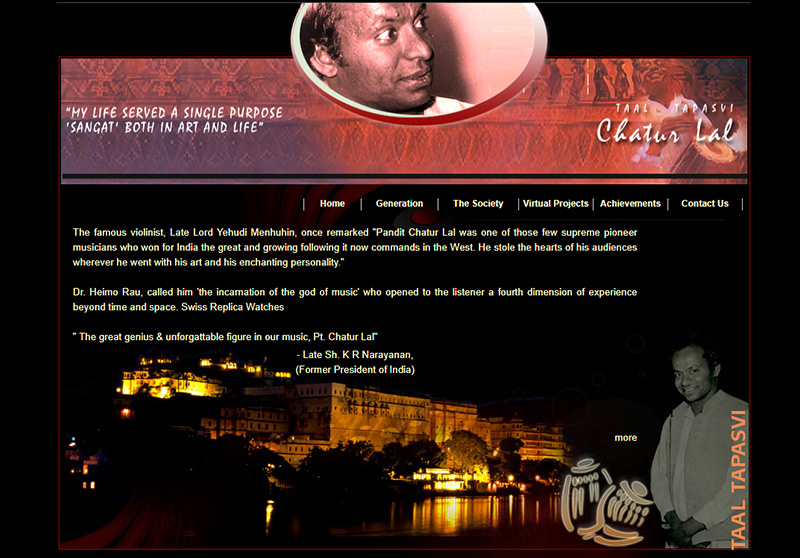 "MY LIFE SERVED A SINGLE PURPOSE
'SANGAT' BOTH IN ART AND LIFE"
TAAL TAPASVI
Chatur Lal
Home | Generation | The Society | Virtual Projects | Achievements | Contact Us
The famous violinist, Late Lord Yehudi Menhuhin, once remarked "Pandit Chatur Lal was one of those few supreme pioneer
musicians who won for India the great and growing following it now commands in the West. He stole the hearts of his audiences
wherever he went with his art and his enchanting personality."
Dr. Heimo Rau, called him 'the incarnation of the god of music' who opened to the listener a fourth dimension of experience
beyond time and space. Swiss Replica Watches
" The great genius & unforgattable figure in our music, Pt. Chatur Lal"
- Late Sh. K R Narayanan,
(Former President of India)
more
TAAL TAPASVI